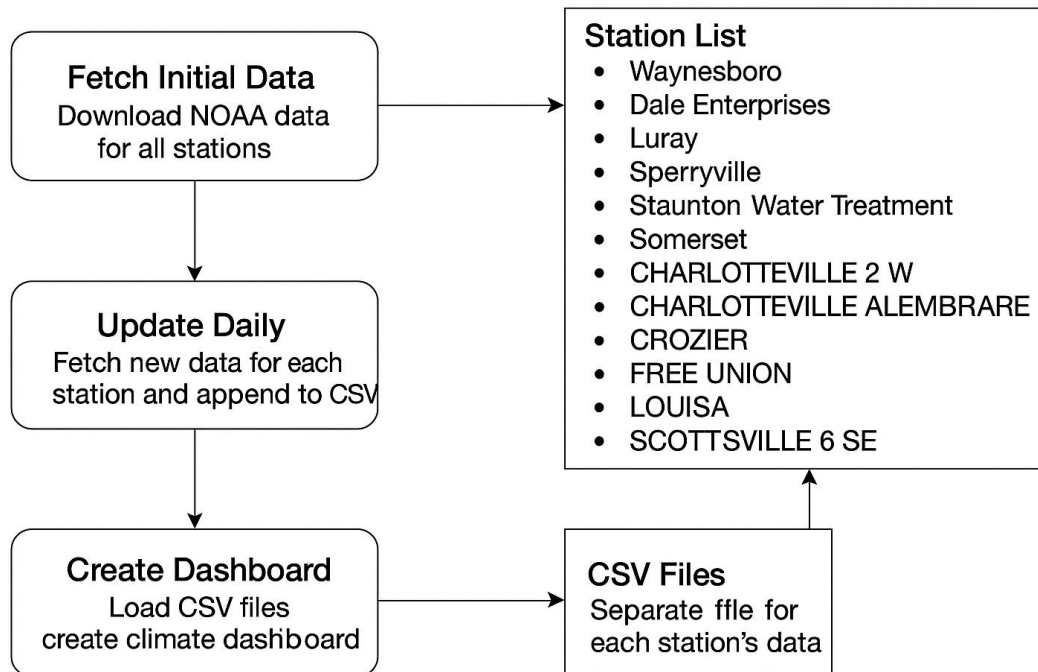 Fetch Initial Data
Download NOAA data
for all stations
Update Daily
Fetch new data for each
station and append to CSV
Create Dashboard
Load CSV files
create climate dashboard
Station List
• Waynesboro
• Dale Enterprises
• Luray
• Sperryville
• Staunton Water Treatment
• Somerset
• CHARLOTTEVILLE 2 W
• CHARLOTTEVILLE ALEMBRARE
• CROZIER
• FREE UNION
• LOUISA
• SCOTTSVILLE 6 SE
CSV Files
Separate ffle for
each station's data